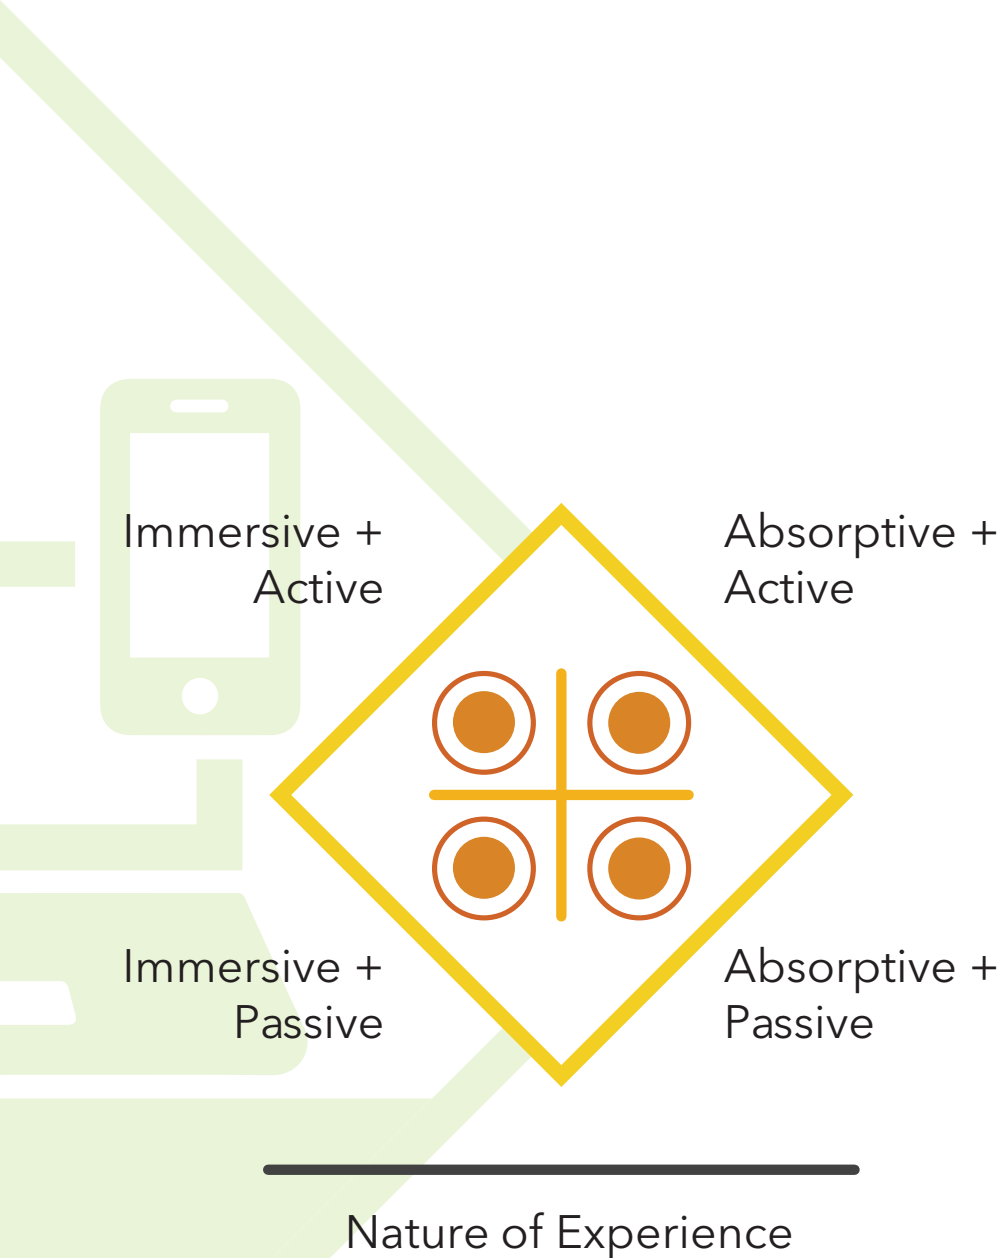 Immersive +
Active
Absorptive +
Active
Immersive +
Passive
Absorptive +
Passive
Nature of Experience